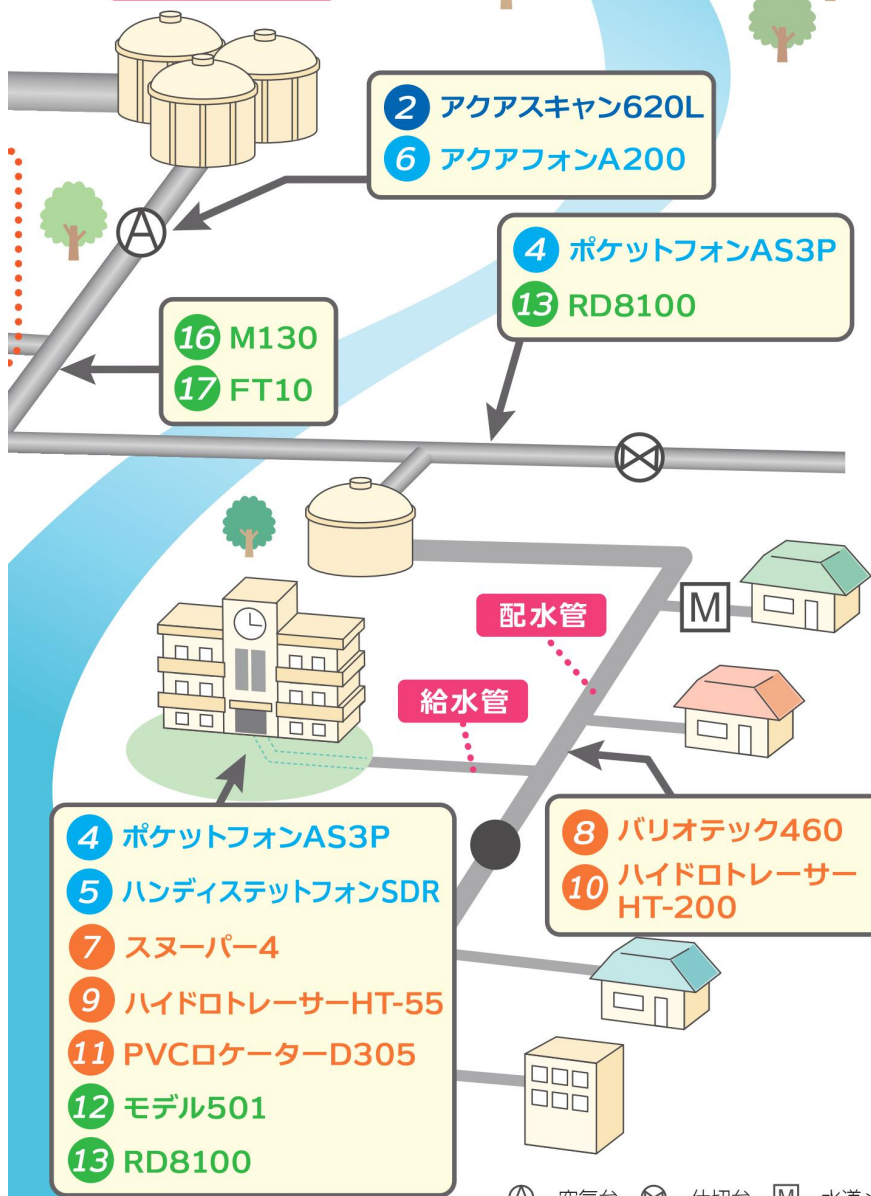 2 アクアスキャン620L
6 アクアフォンA200
A
4 ポケットフォンAS3P
13 RD8100
16 M130
17 FT10
配水管
M
給水管
4 ポケットフォンAS3P
5 ハンディステットフォンSDR
7 スヌーパー4
9 ハイドロトレーサーHT-55
11 PVCロケーターD305
12 モデル501
13 RD8100
8 バリオテック460
10 ハイドロトレーサー
HT-200